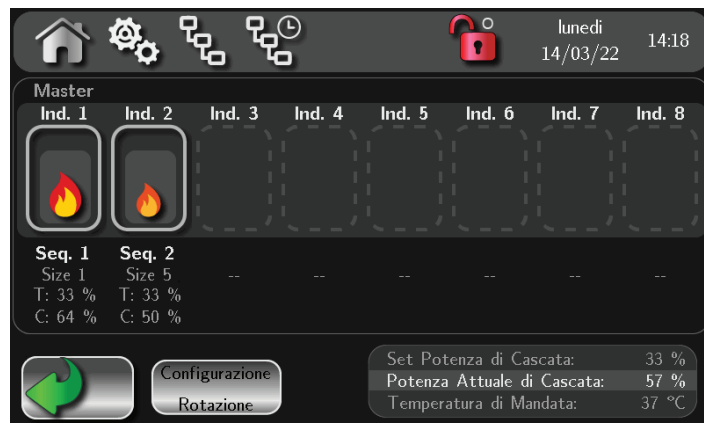 lunedi
14/03/22
14:18
Master
Ind. 1 Ind. 2 Ind. 3 Ind. 4 Ind. 5 Ind. 6 Ind. 7 Ind. 8
Seq. 1 Seq. 2
Size 1 Size 5 -- -- -- -- -- --
T: 33 % T: 33 %
C: 64 % C: 50 %
Configurazione
Rotazione
Set Potenza di Cascata: 33 %
Potenza Attuale di Cascata: 57 %
Temperatura di Mandata: 37 °C